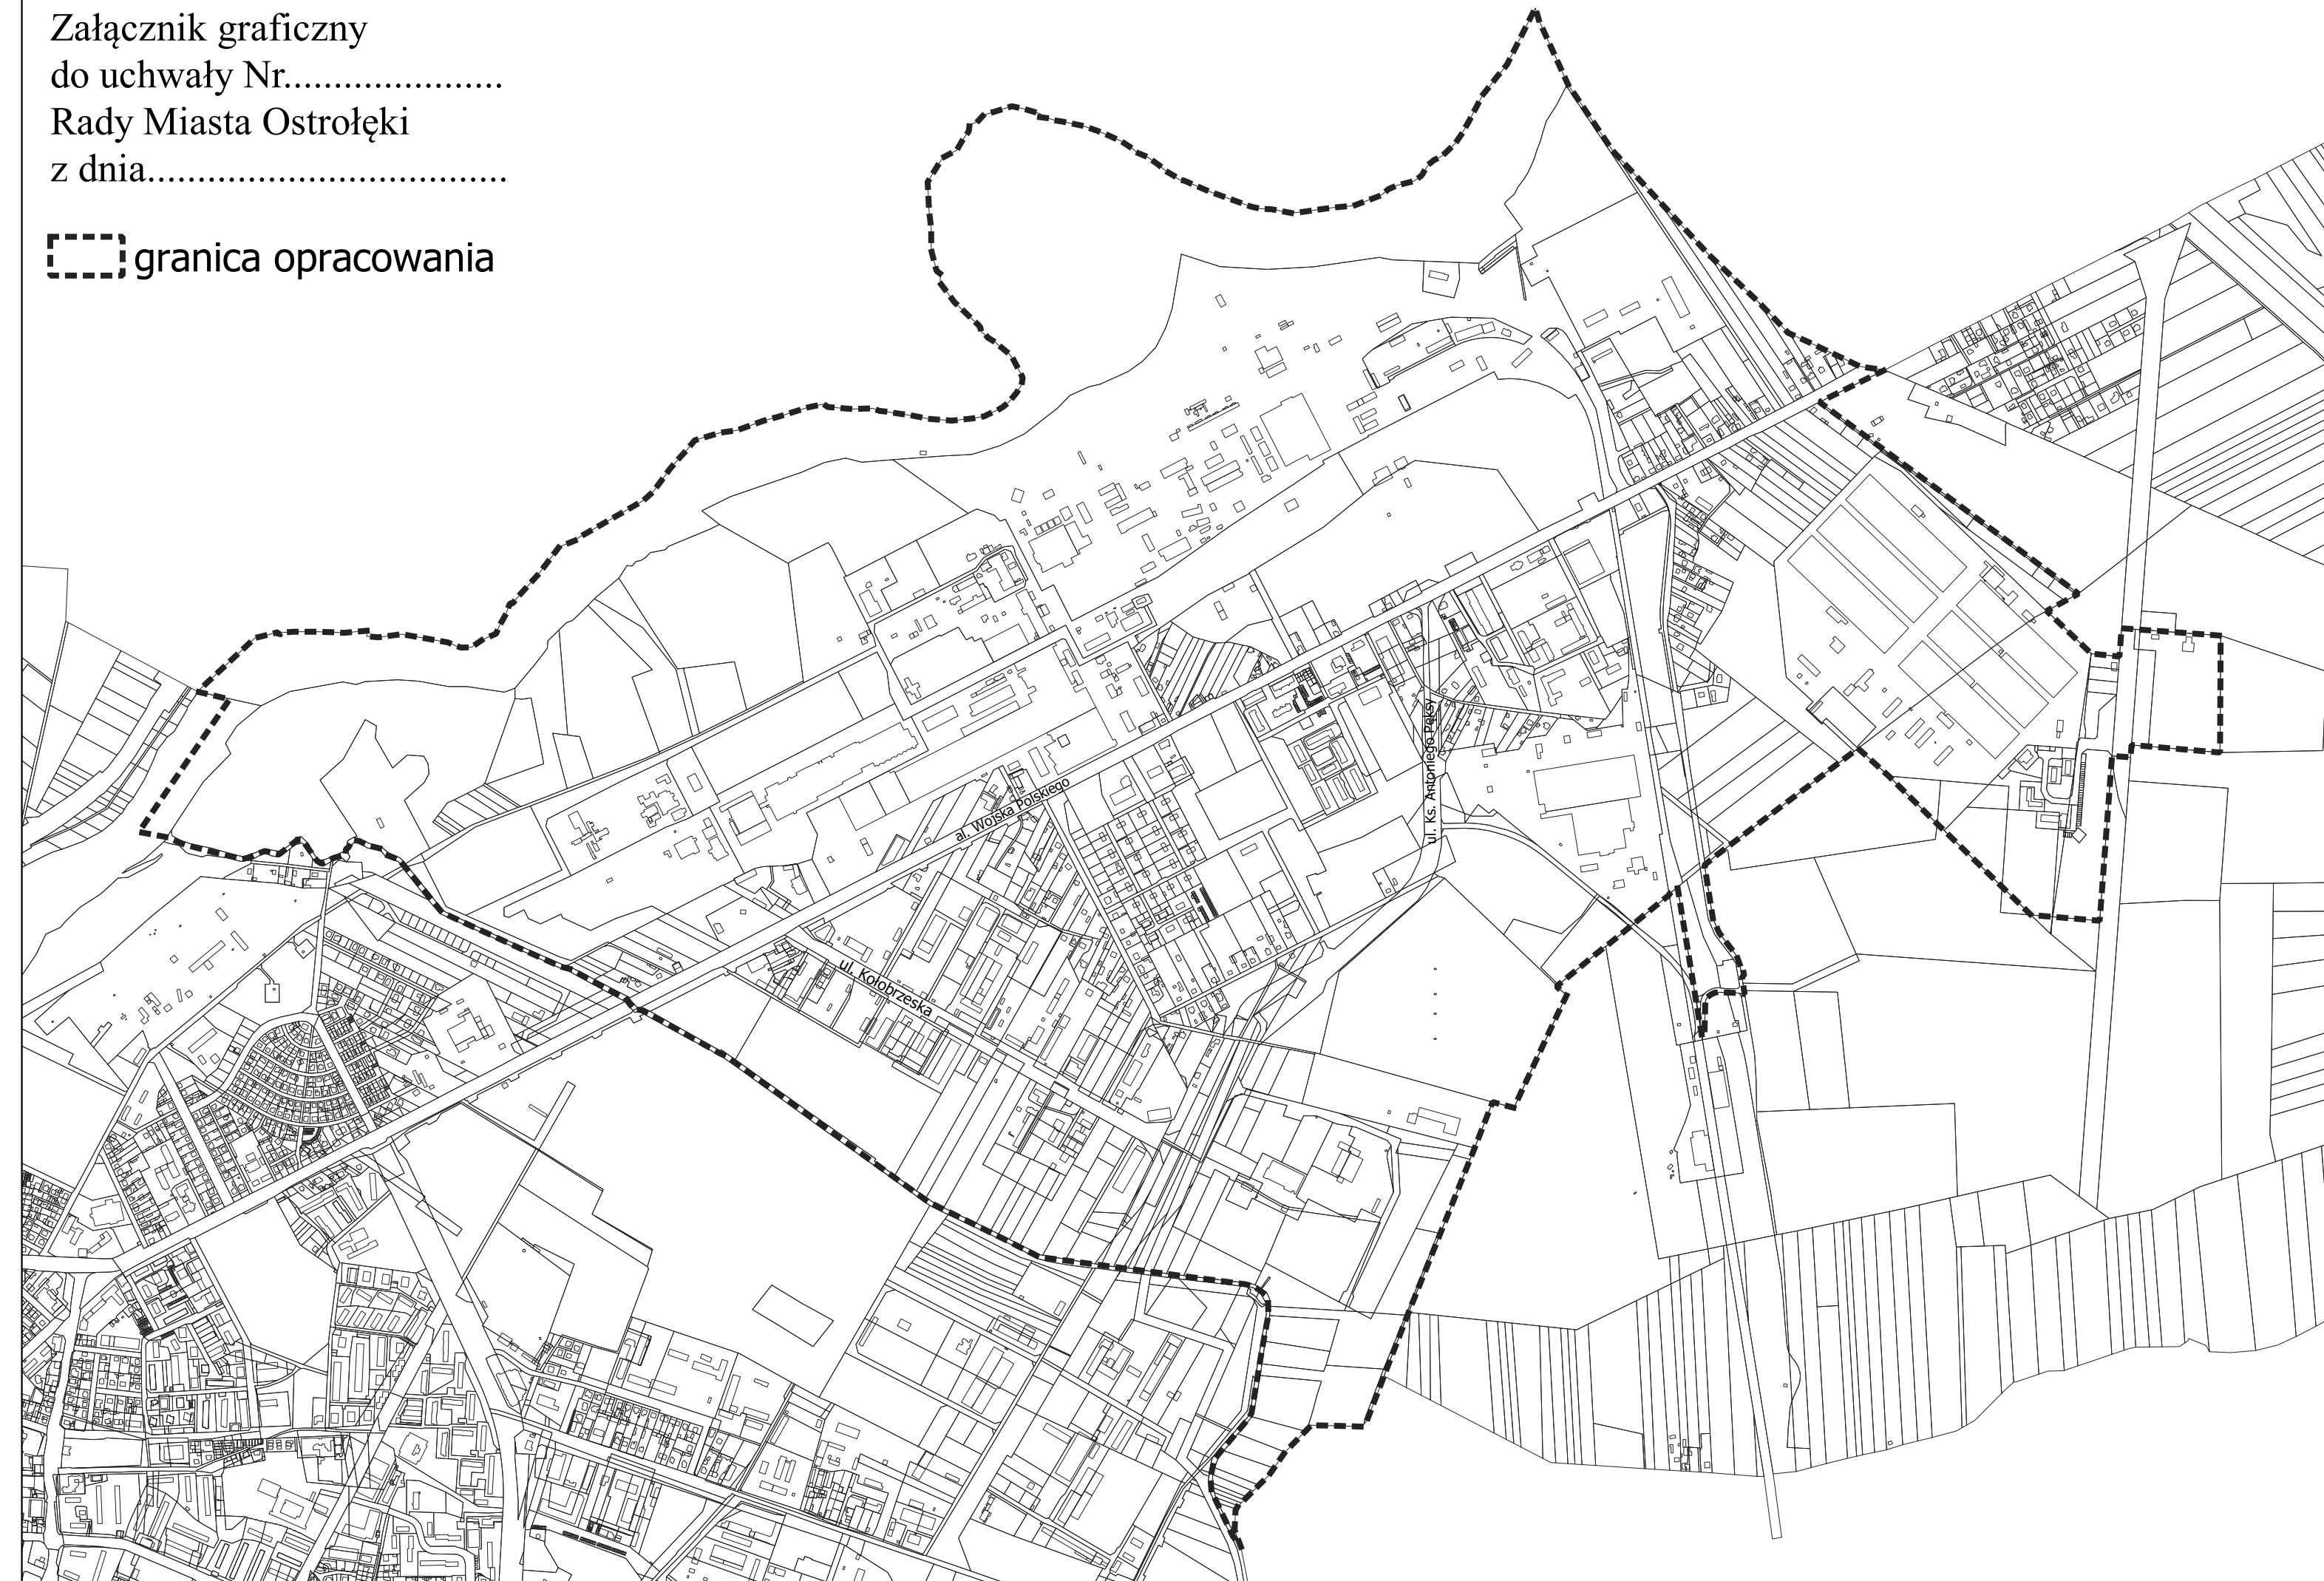 Załącznik graficzny
do uchwały Nr......................
Rady Miasta Ostrołęki
z dnia....................................
granica opracowania
al. Wojska Polskiego
ul. Ks. Antoniego Pęksy
ul. Kołobrzeska